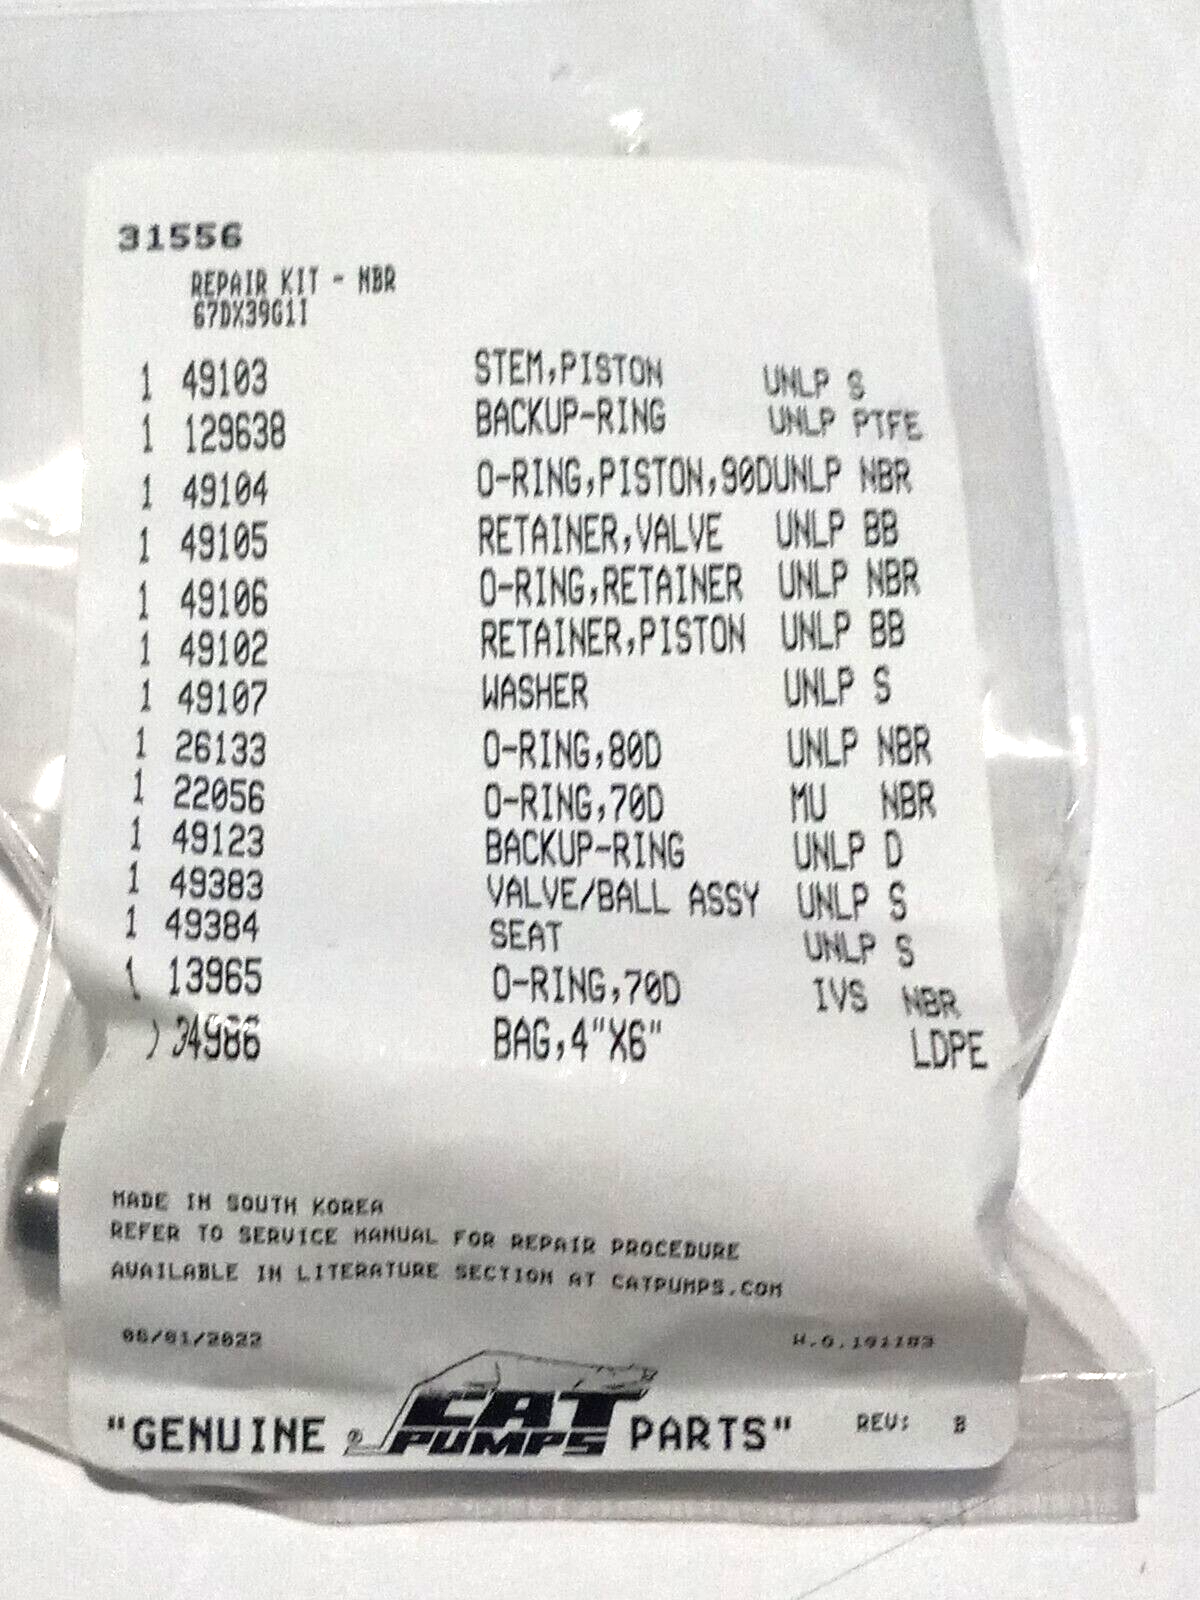 31556
REPAIR KIT - NBR
67DX39G1I
1 49103 STEM,PISTON UNLP S
1 129638 BACKUP-RING UNLP PTFE
1 49104 O-RING,PISTON,90DUNLP NBR
1 49105 RETAINER,VALVE UNLP BB
1 49106 O-RING,RETAINER UNLP NBR
1 49102 RETAINER,PISTON UNLP BB
1 49107 WASHER UNLP S
1 26133 O-RING,80D UNLP NBR
1 22056 O-RING,70D MU NBR
1 49123 BACKUP-RING UNLP D
1 49383 VALVE/BALL ASSY UNLP S
1 49384 SEAT UNLP S
1 13965 O-RING,70D IVS NBR
34986 BAG,4"X6" LDPE
MADE IN SOUTH KOREA
REFER TO SERVICE MANUAL FOR REPAIR PROCEDURE
AVAILABLE IN LITERATURE SECTION AT CATPUMPS.COM
W.O.
"GENUINE ® CAT PUMPS PARTS" REV: B